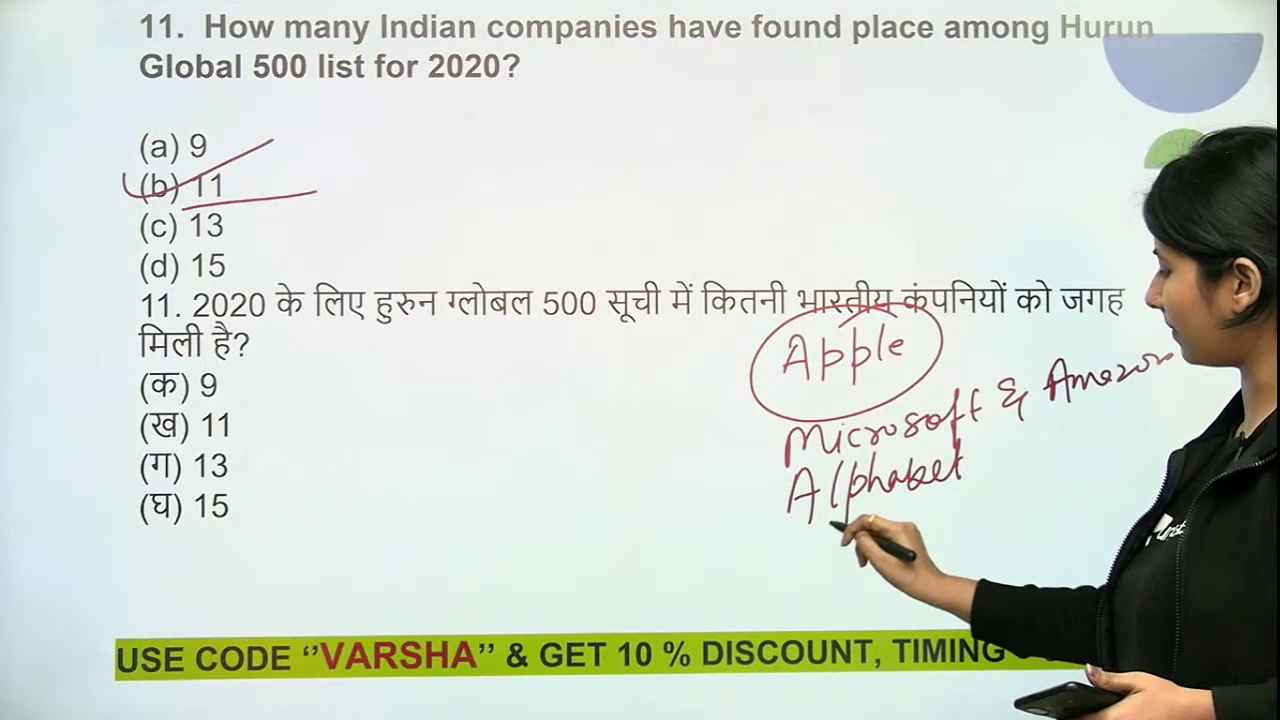 11. How many Indian companies have found place among Hurun
Global 500 list for 2020?
(a) 9
(b) 11
(c) 13
(d) 15
11. 2020 के लिए हुरुन ग्लोबल 500 सूची में कितनी भारतीय कंपनियों को जगह
मिली है?
(क) 9
(ख) 11
(ग) 13
(घ) 15
Apple
Microsoft & Amazon
Alphabet
USE CODE ‘’VARSHA’’ & GET 10 % DISCOUNT, TIMING